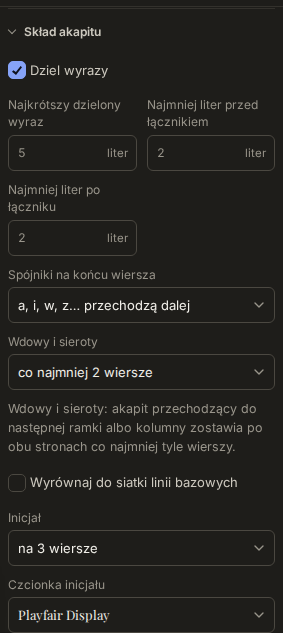 Skład akapitu
Dziel wyrazy
Najkrótszy dzielony
wyraz
5 liter
Najmniej liter przed
łącznikiem
2 liter
Najmniej liter po
łączniku
2 liter
Spójniki na końcu wiersza
a, i, w, z... przechodzą dalej
Wdowy i sieroty
co najmniej 2 wiersze
Wdowy i sieroty: akapit przechodzący do
następnej ramki albo kolumny zostawia po
obu stronach co najmniej tyle wierszy.
Wyrównaj do siatki linii bazowych
Inicjał
na 3 wiersze
Czcionka inicjału
Playfair Display